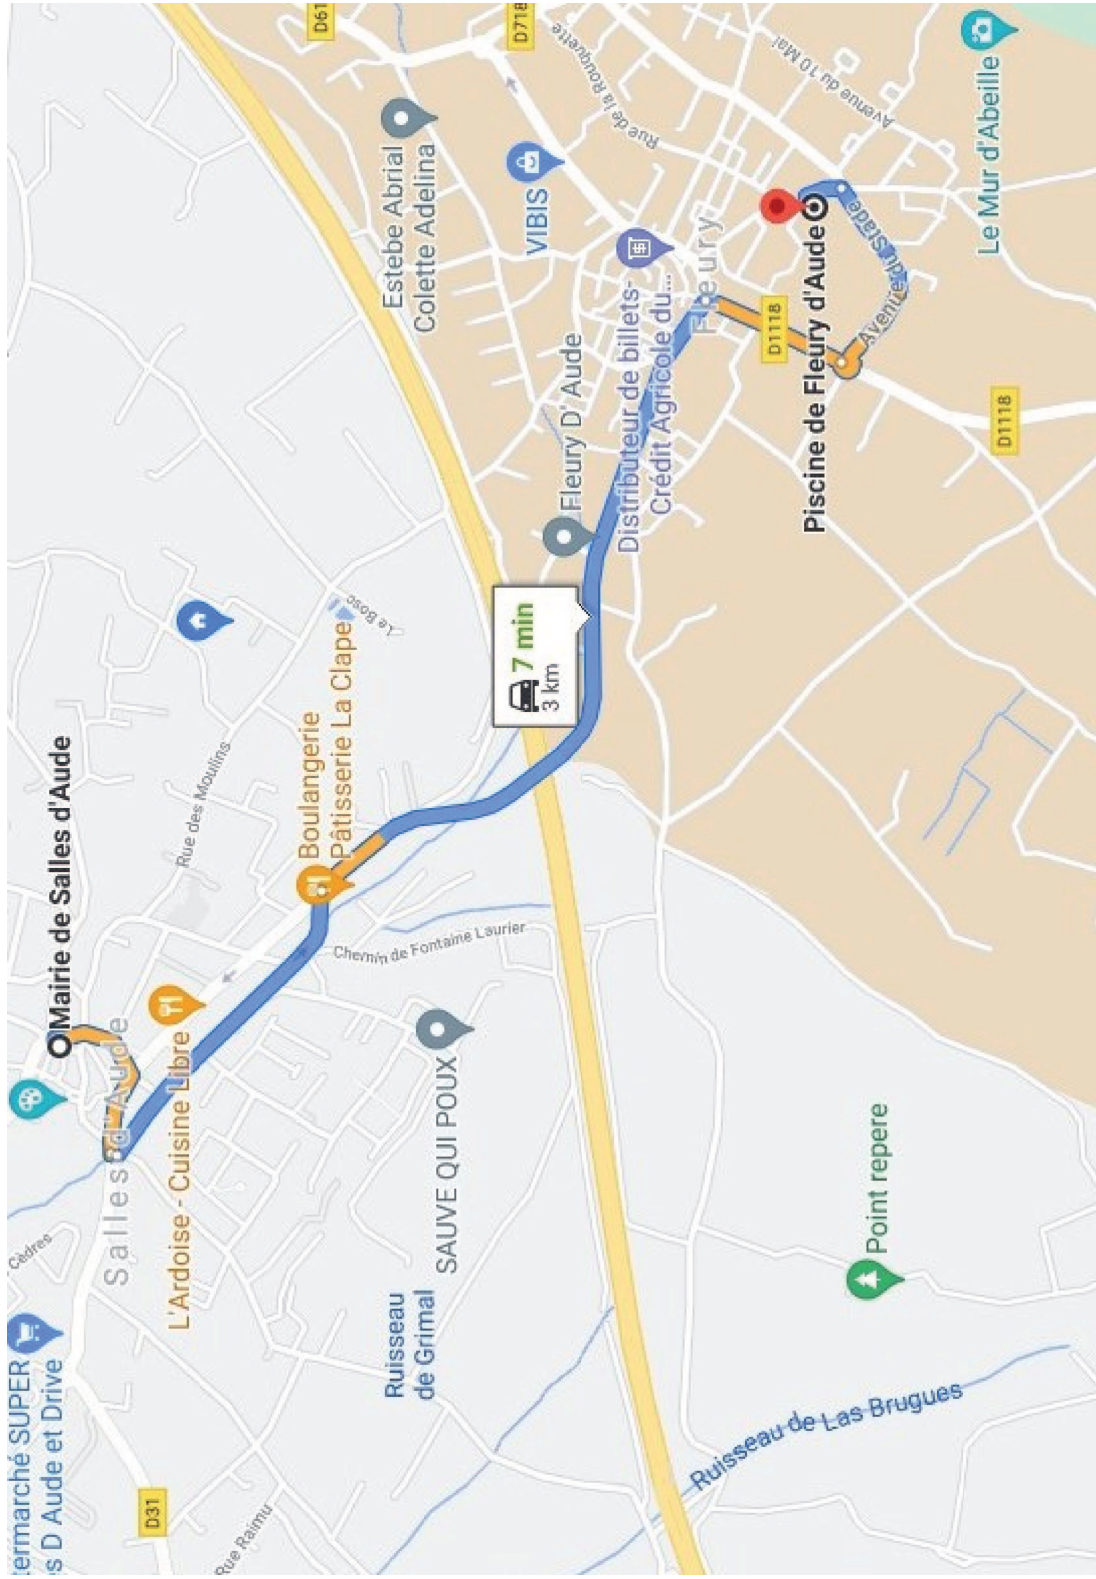 termarché SUPER
es D Aude et Drive
Cèdres
Salles d'Aude
Mairie de Salles d'Aude
L'Ardoise - Cuisine Libre
D31
Rue Raimu
Rue des Moulins
Boulangerie
Pâtisserie La Clape
Le Bosc
Chemin de Fontaine Laurier
SAUVE QUI POUX
Ruisseau
de Grimal
7 min
3 km
D61
D718
Estebe Abrial
Colette Adelina
VIBIS
Rue de la Rouquette
Avenue du 10 Mai
Fleury D' Aude
Distributeur de billets-
Crédit Agricole du...
Fleury
D1118
Piscine de Fleury d'Aude
Avenue du Stade
D1118
Le Mur d'Abeille
Point repere
Ruisseau de Las Brugues